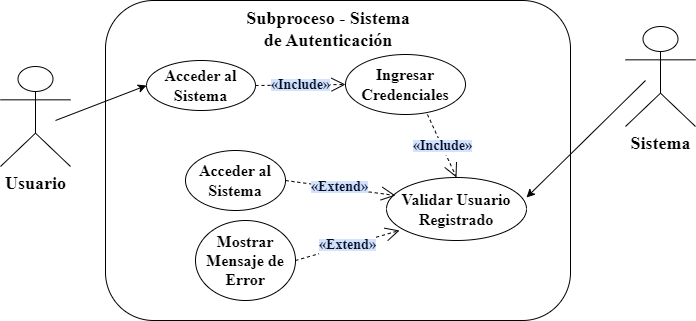 Subproceso - Sistema
de Autenticación
Acceder al
Sistema
«Include»
Ingresar
Credenciales
Usuario
Sistema
«Include»
Acceder al
Sistema
«Extend»
Validar Usuario
Registrado
Mostrar
Mensaje de
Error
«Extend»